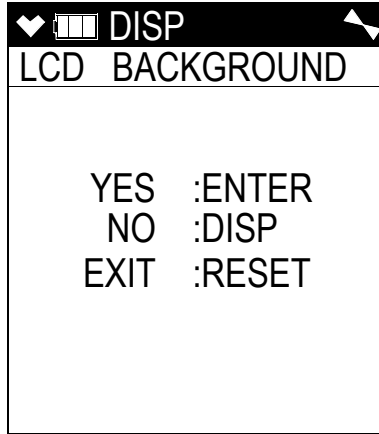 DISP
LCD BACKGROUND
YES :ENTER
NO :DISP
EXIT :RESET